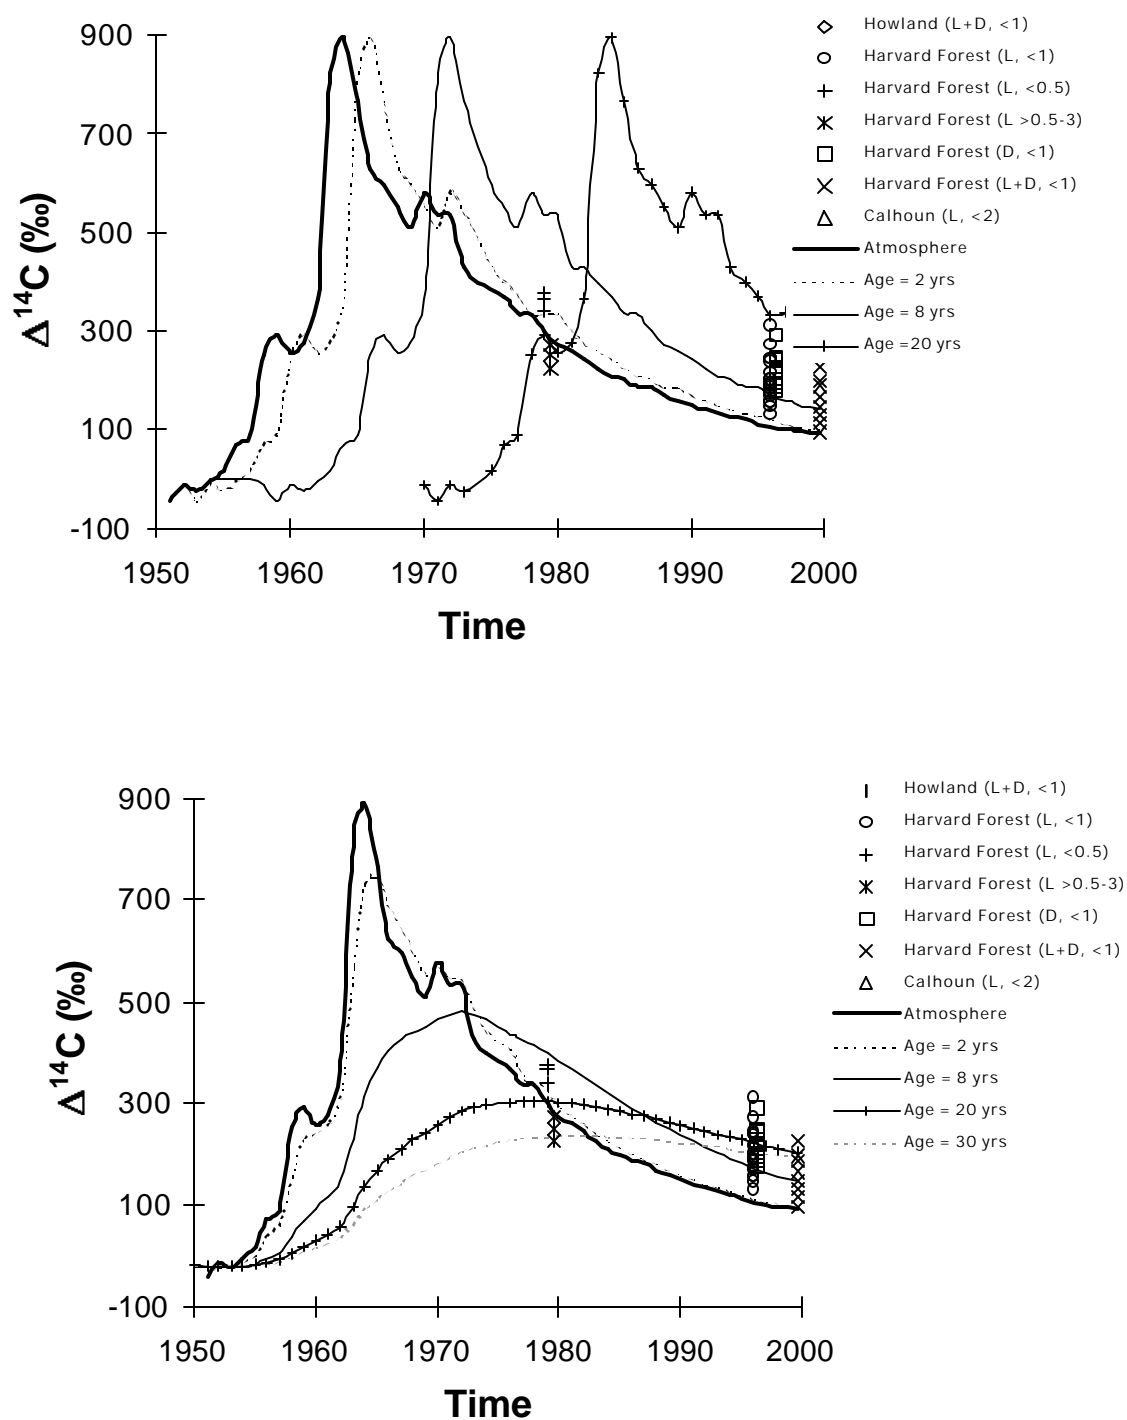 900
700
500
300
100
-100
1950
1960
1970
1980
1990
2000
Time
Δ14C (‰)
Howland (L+D, <1)
Harvard Forest (L, <1)
Harvard Forest (L, <0.5)
Harvard Forest (L >0.5-3)
Harvard Forest (D, <1)
Harvard Forest (L+D, <1)
Calhoun (L, <2)
Atmosphere
Age = 2 yrs
Age = 8 yrs
Age =20 yrs
900
700
500
300
100
-100
1950
1960
1970
1980
1990
2000
Time
Δ14C (‰)
Howland (L+D, <1)
Harvard Forest (L, <1)
Harvard Forest (L, <0.5)
Harvard Forest (L >0.5-3)
Harvard Forest (D, <1)
Harvard Forest (L+D, <1)
Calhoun (L, <2)
Atmosphere
Age = 2 yrs
Age = 8 yrs
Age = 20 yrs
Age = 30 yrs